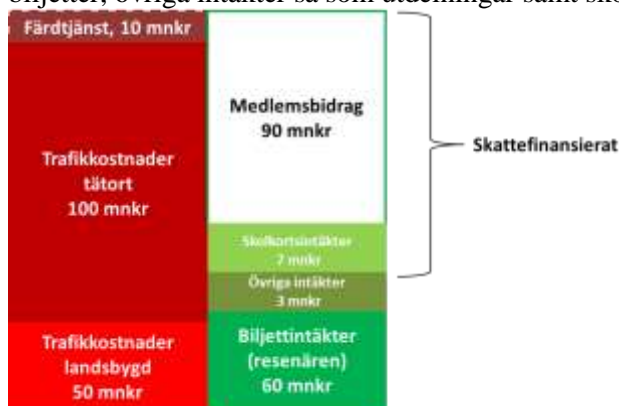 Färdtjänst, 10 mnkr
Trafikkostnader
tätort
100 mnkr
Trafikkostnader
landsbygd
50 mnkr
Medlemsbidrag
90 mnkr
Skolkortsintäkter
7 mnkr
Övriga intäkter
3 mnkr
Biljettintäkter
(resenären)
60 mnkr
Skattefinansierat